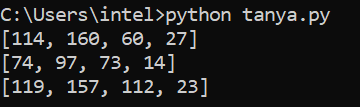 C:\Users\intel>python tanya.py
[114, 160, 60, 27]
[74, 97, 73, 14]
[119, 157, 112, 23]